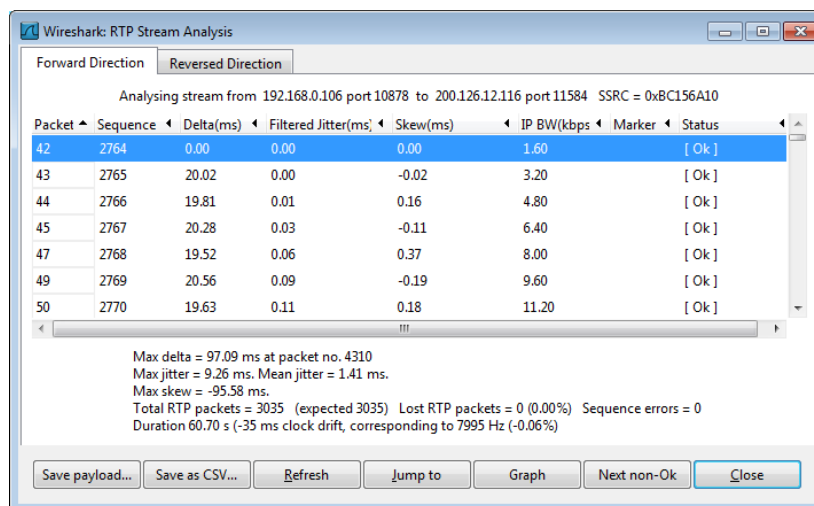 Wireshark: RTP Stream Analysis
Forward Direction Reversed Direction
Analysing stream from 192.168.0.106 port 10878 to 200.126.12.116 port 11584 SSRC = 0xBC156A10
Packet Sequence Delta(ms) Filtered Jitter(ms) Skew(ms) IP BW(kbps Marker Status
42 2764 0.00 0.00 0.00 1.60 [ Ok ]
43 2765 20.02 0.00 -0.02 3.20 [ Ok ]
44 2766 19.81 0.01 0.16 4.80 [ Ok ]
45 2767 20.28 0.03 -0.11 6.40 [ Ok ]
47 2768 19.52 0.06 0.37 8.00 [ Ok ]
49 2769 20.56 0.09 -0.19 9.60 [ Ok ]
50 2770 19.63 0.11 0.18 11.20 [ Ok ]
Max delta = 97.09 ms at packet no. 4310
Max jitter = 9.26 ms. Mean jitter = 1.41 ms.
Max skew = -95.58 ms.
Total RTP packets = 3035 (expected 3035) Lost RTP packets = 0 (0.00%) Sequence errors = 0
Duration 60.70 s (-35 ms clock drift, corresponding to 7995 Hz (-0.06%)
Save payload... Save as CSV... Refresh Jump to Graph Next non-Ok Close